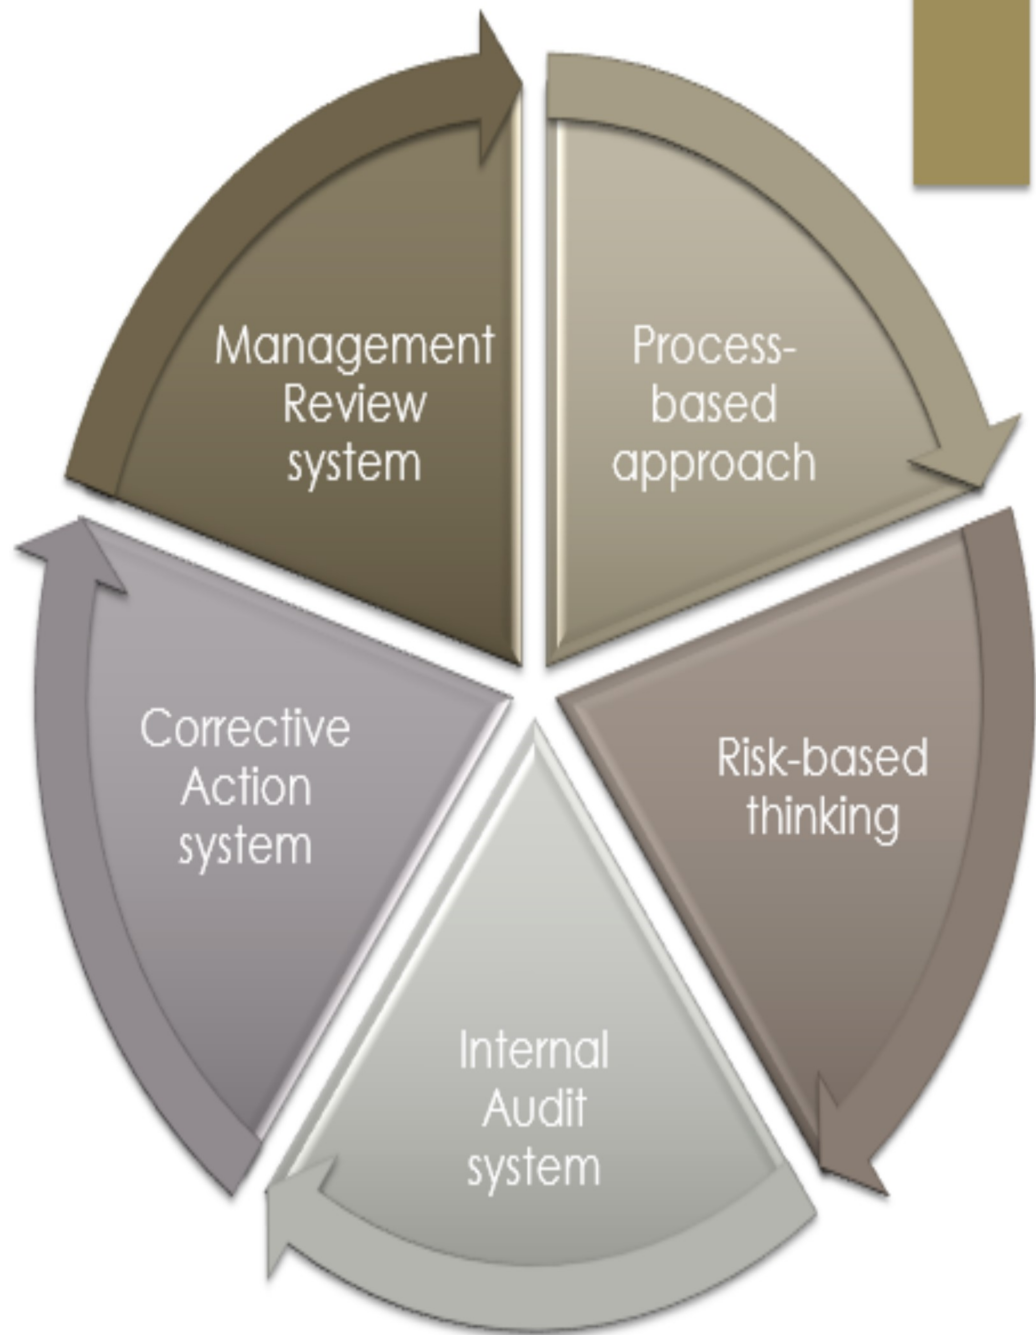 Management
Review
system
Process-
based
approach
Corrective
Action
system
Risk-based
thinking
Internal
Audit
system